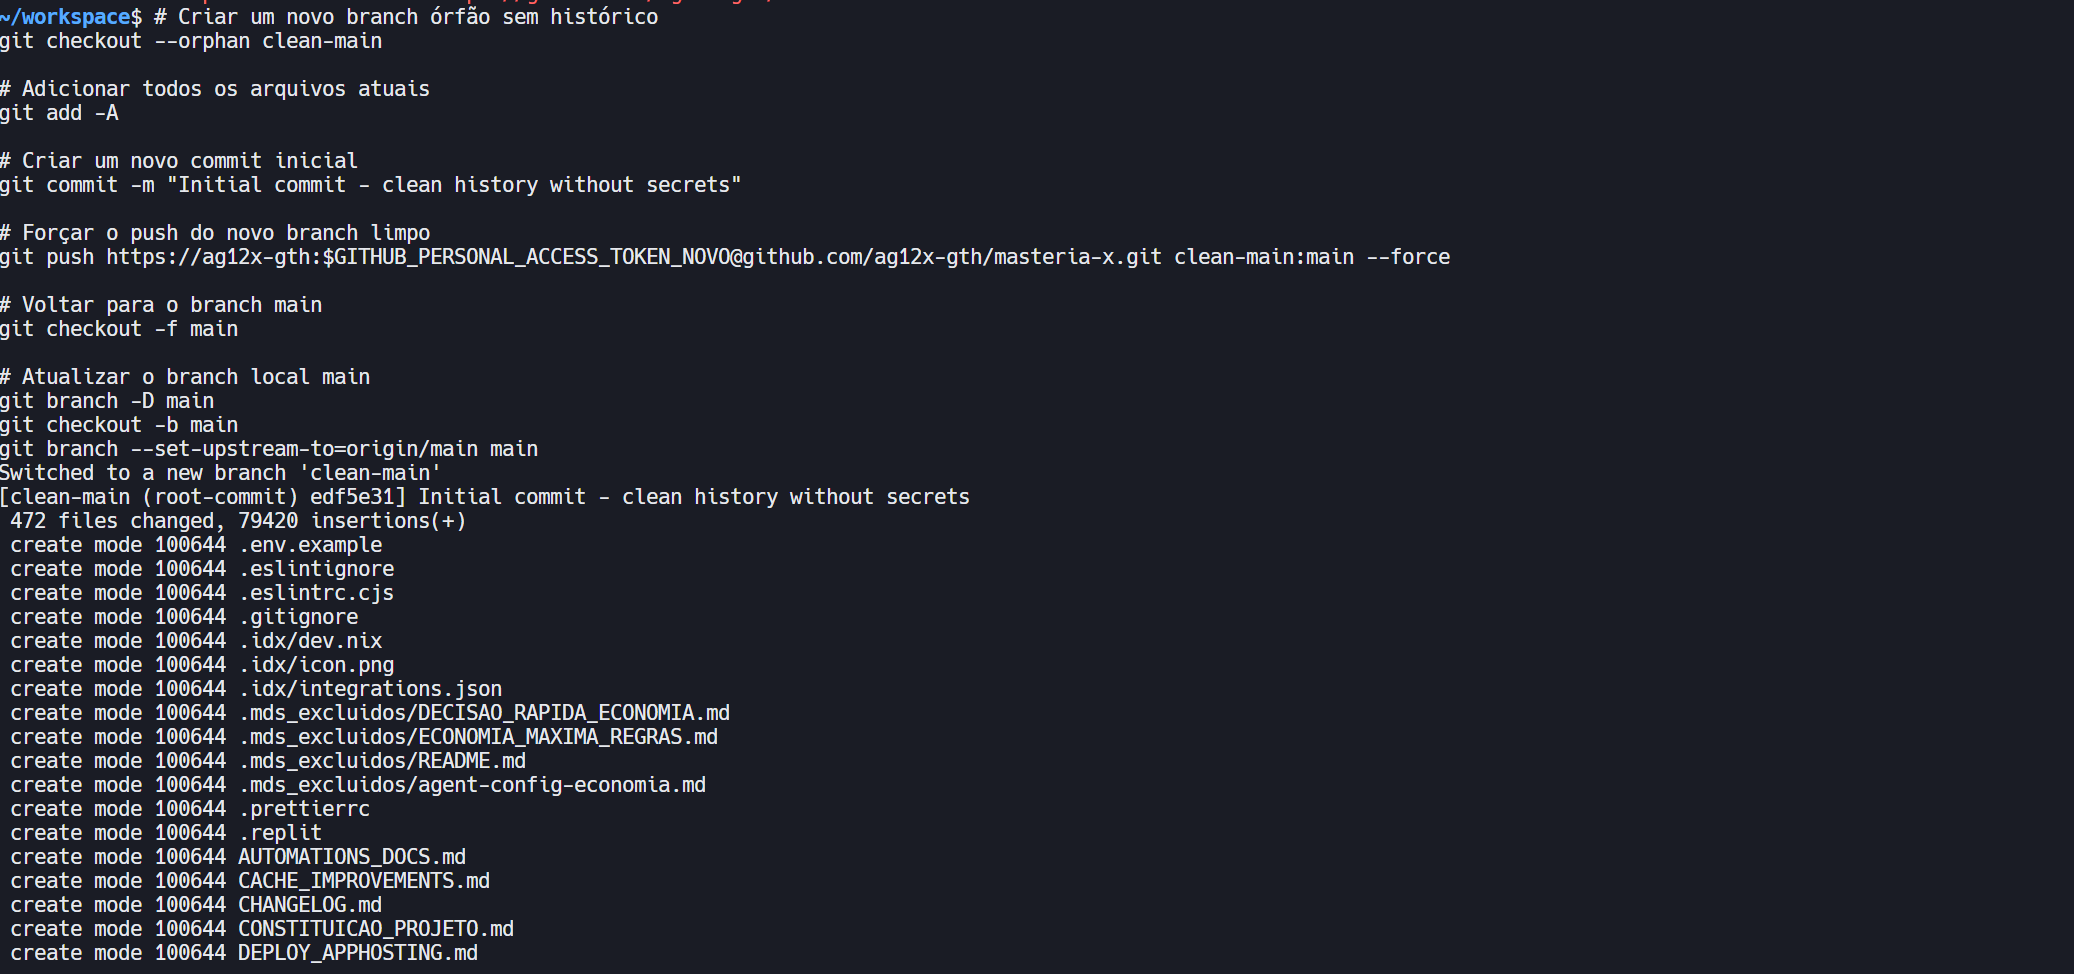 ~/workspace$ # Criar um novo branch órfão sem histórico
git checkout --orphan clean-main
# Adicionar todos os arquivos atuais
git add -A
# Criar um novo commit inicial
git commit -m "Initial commit - clean history without secrets"
# Forçar o push do novo branch limpo
git push https://ag12x-gth:$GITHUB_PERSONAL_ACCESS_TOKEN_NOVO@github.com/ag12x-gth/masteria-x.git clean-main:main --force
# Voltar para o branch main
git checkout -f main
# Atualizar o branch local main
git branch -D main
git checkout -b main
git branch --set-upstream-to=origin/main main
Switched to a new branch 'clean-main'
[clean-main (root-commit) edf5e31] Initial commit - clean history without secrets
 472 files changed, 79420 insertions(+)
 create mode 100644 .env.example
 create mode 100644 .eslintignore
 create mode 100644 .eslintrc.cjs
 create mode 100644 .gitignore
 create mode 100644 .idx/dev.nix
 create mode 100644 .idx/icon.png
 create mode 100644 .idx/integrations.json
 create mode 100644 .mds_excluidos/DECISAO_RAPIDA_ECONOMIA.md
 create mode 100644 .mds_excluidos/ECONOMIA_MAXIMA_REGRAS.md
 create mode 100644 .mds_excluidos/README.md
 create mode 100644 .mds_excluidos/agent-config-economia.md
 create mode 100644 .prettierrc
 create mode 100644 .replit
 create mode 100644 AUTOMATIONS_DOCS.md
 create mode 100644 CACHE_IMPROVEMENTS.md
 create mode 100644 CHANGELOG.md
 create mode 100644 CONSTITUICAO_PROJETO.md
 create mode 100644 DEPLOY_APPHOSTING.md